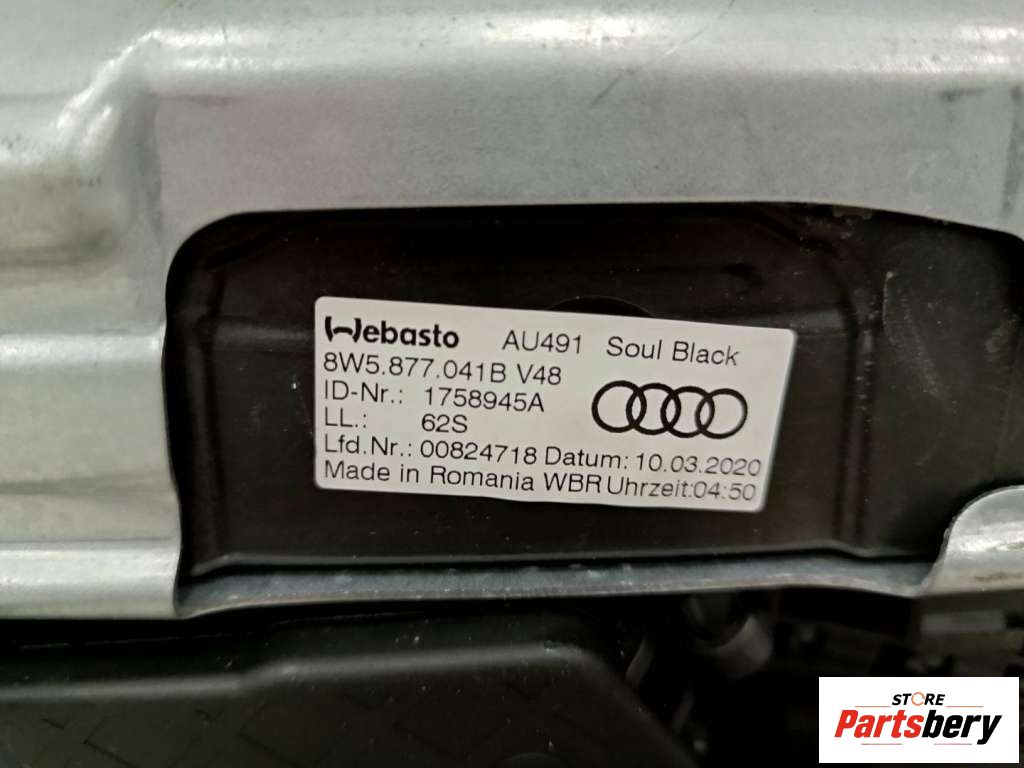 Webasto AU491 Soul Black
8W5.877.041B V48
ID-Nr.: 1758945A
LL.: 62S
Lfd.Nr.: 00824718 Datum: 10.03.2020
Made in Romania WBR Uhrzeit:04:50
STORE
Partsbery